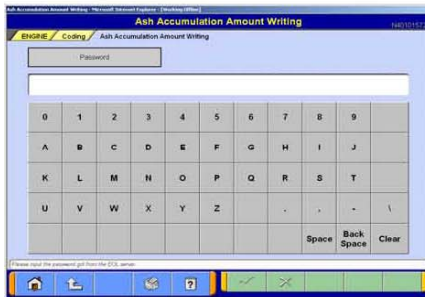 Ash Accumulation Amount Writing - Microsoft Internet Explorer - [Working Offline]
Ash Accumulation Amount Writing
ENGINE Coding Ash Accumulation Amount Writing
Password
0 1 2 3 4 5 6 7 8 9
A B C D E F G H I J
K L M N O P Q R S T
U V W X Y Z . , - \
Space Back Space Clear
Please input the password got from the
?